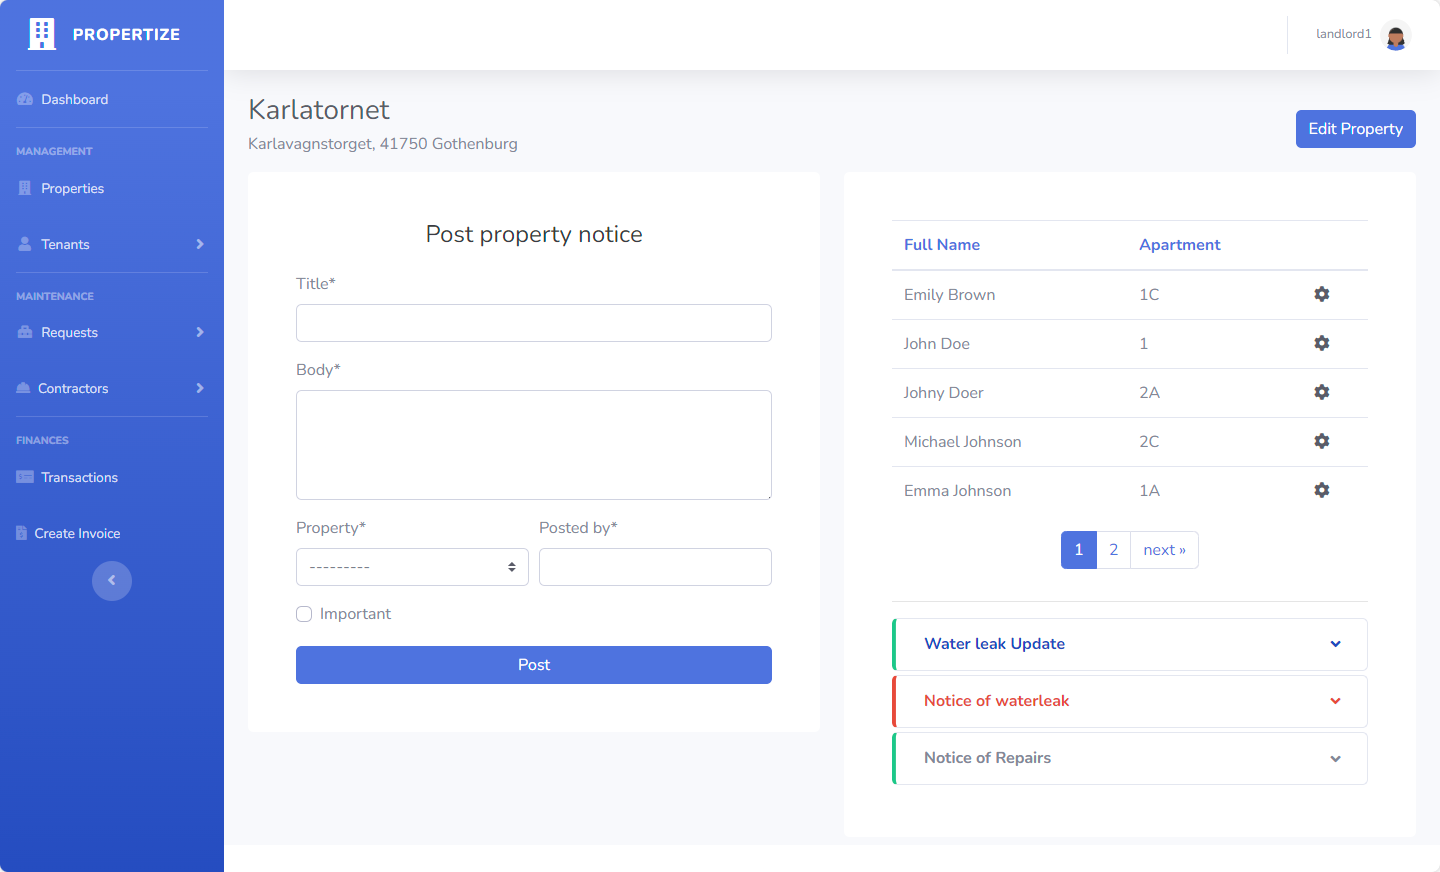 PROPERTIZE
landlord1
Dashboard
MANAGEMENT
Properties
Tenants
MAINTENANCE
Requests
Contractors
FINANCES
Transactions
Create Invoice
Karlatornet
Karlavagnstorget, 41750 Gothenburg
Edit Property
Post property notice
Title*
Body*
Property* Posted by*
---------
Important
Post
Full Name Apartment
Emily Brown 1C
John Doe 1
Johny Doer 2A
Michael Johnson 2C
Emma Johnson 1A
1 2 next »
Water leak Update
Notice of waterleak
Notice of Repairs